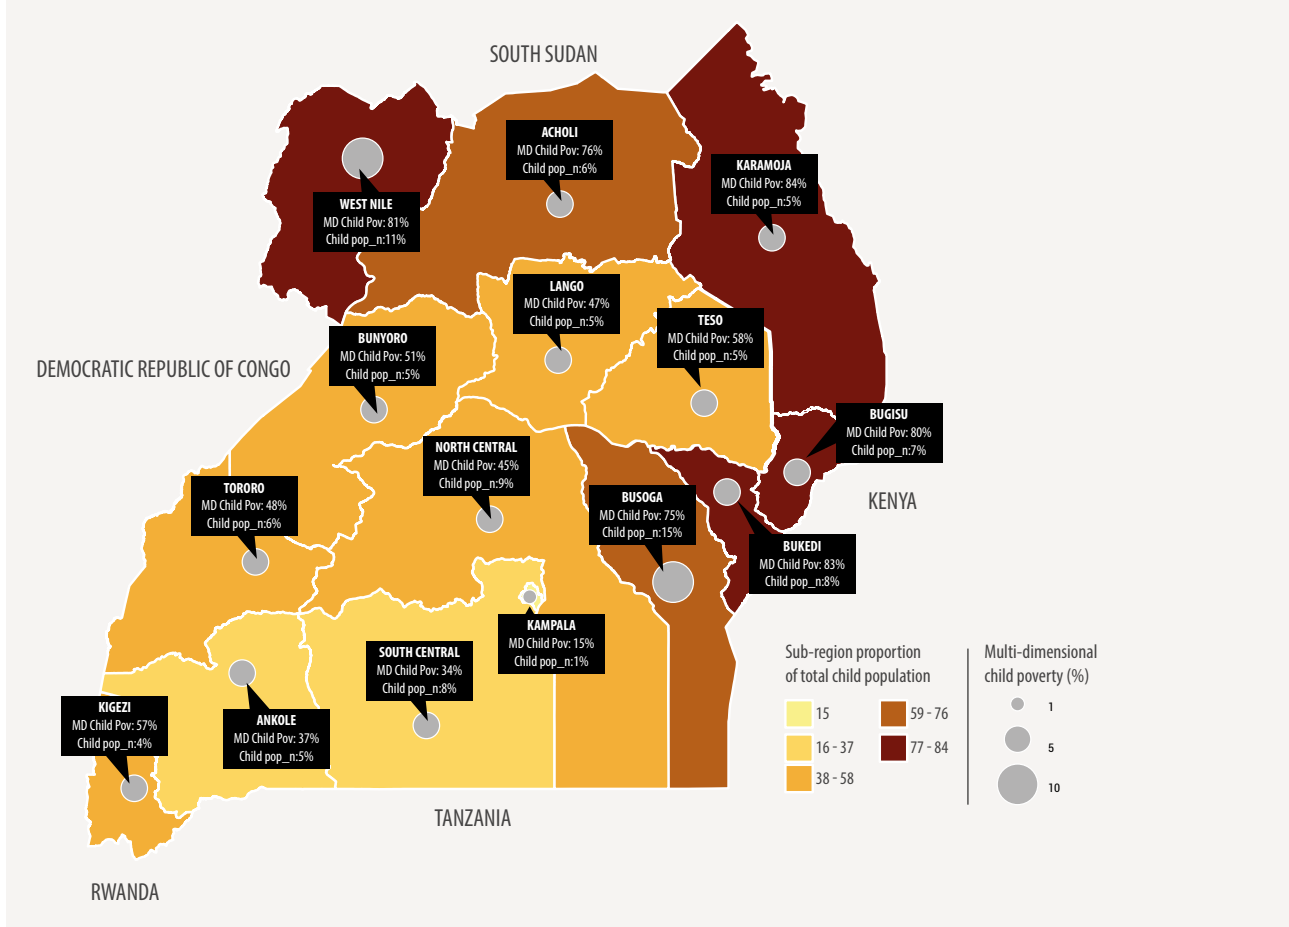 SOUTH SUDAN
ACHOLI
MD Child Pov: 76%
Child pop_n:6%
KARAMOJA
MD Child Pov: 84%
Child pop_n:5%
WEST NILE
MD Child Pov: 81%
Child pop_n:11%
LANGO
MD Child Pov: 47%
Child pop_n:5%
TESO
MD Child Pov: 58%
Child pop_n:5%
BUNYORO
MD Child Pov: 51%
Child pop_n:5%
DEMOCRATIC REPUBLIC OF CONGO
BUGISU
MD Child Pov: 80%
Child pop_n:7%
NORTH CENTRAL
MD Child Pov: 45%
Child pop_n:9%
TORORO
MD Child Pov: 48%
Child pop_n:6%
BUSOGA
MD Child Pov: 75%
Child pop_n:15%
KENYA
BUKEDI
MD Child Pov: 83%
Child pop_n:8%
KAMPALA
MD Child Pov: 15%
Child pop_n:1%
SOUTH CENTRAL
MD Child Pov: 34%
Child pop_n:8%
KIGEZI
MD Child Pov: 57%
Child pop_n:4%
ANKOLE
MD Child Pov: 37%
Child pop_n:5%
Sub-region proportion
of total child population
15
16 - 37
38 - 58
59 - 76
77 - 84
Multi-dimensional
child poverty (%)
1
5
10
TANZANIA
RWANDA